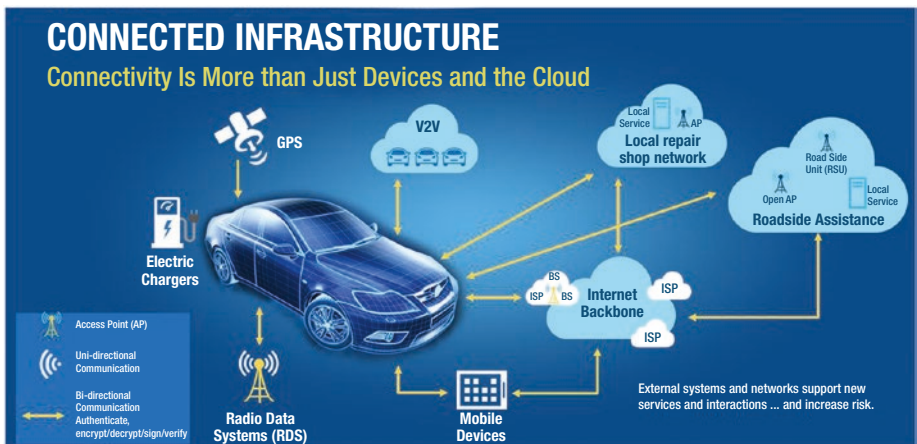 CONNECTED INFRASTRUCTURE
Connectivity Is More than Just Devices and the Cloud
GPS
V2V
Local
Service
AP
Local repair
shop network
Road Side
Unit (RSU)
Open AP
Local
Service
Roadside Assistance
Electric
Chargers
BS
ISP
BS
Internet
Backbone
ISP
ISP
Access Point (AP)
Uni-directional
Communication
Bi-directional
Communication
Authenticate,
encrypt/decrypt/sign/verify
Radio Data
Systems (RDS)
Mobile
Devices
External systems and networks support new
services and interactions ... and increase risk.